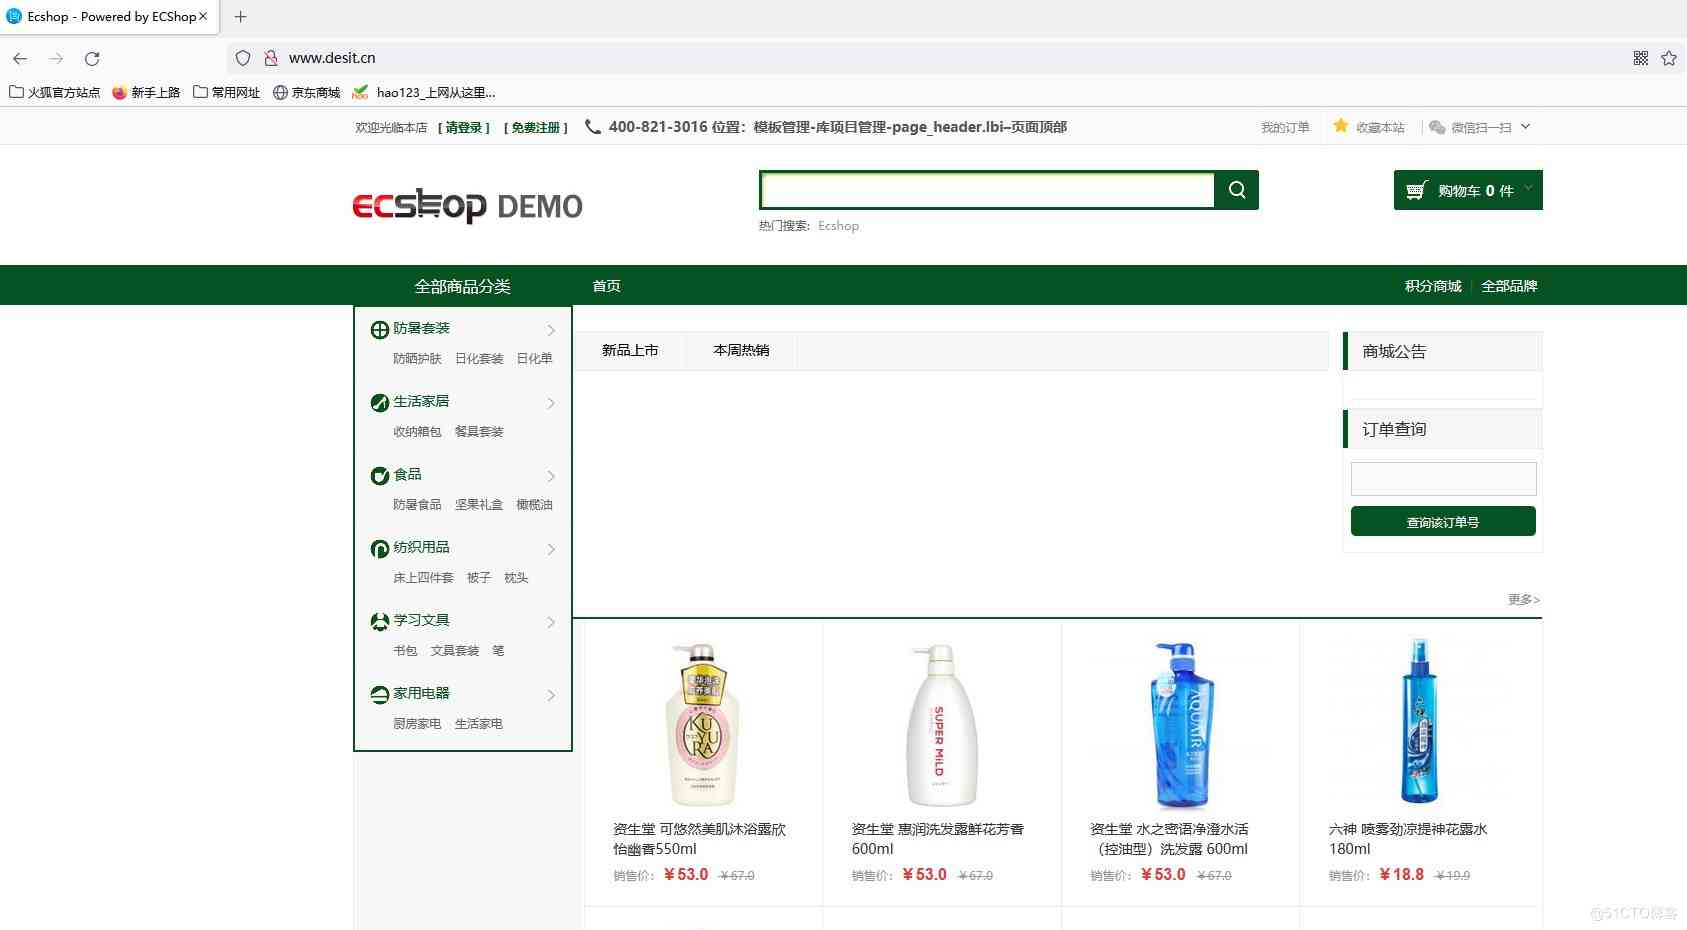 Ecshop - Powered by ECShop ×
www.desit.cn
火狐官方站点 新手上路 常用网址 京东商城 hao123_上网从这里...
欢迎光临本店 [ 请登录 ] [ 免费注册 ] 400-821-3016 位置：模板管理-库项目管理-page_header.lbi--页面顶部 我的订单 收藏本站 微信扫一扫
ECSHOP DEMO
购物车 0 件
热门搜索: Ecshop
全部商品分类 首页 积分商城 全部品牌
防暑套装
防晒护肤 日化套装 日化单
新品上市 本周热销
商城公告
生活家居
收纳箱包 餐具套装
订单查询
食品
防暑食品 坚果礼盒 橄榄油
查询该订单号
纺织用品
床上四件套 被子 枕头
更多>
学习文具
书包 文具套装 笔
家用电器
厨房家电 生活家电
KUYURA
SUPER MiLD
AQUAIR
六神
资生堂 可悠然美肌沐浴露欣
怡幽香550ml
销售价：￥53.0 ￥67.0
资生堂 惠润洗发露鲜花芳香
600ml
销售价：￥53.0 ￥67.0
资生堂 水之密语净澄水活
（控油型）洗发露 600ml
销售价：￥53.0 ￥67.0
六神 喷雾劲凉提神花露水
180ml
销售价：￥18.8 ￥19.9
@51CTO博客